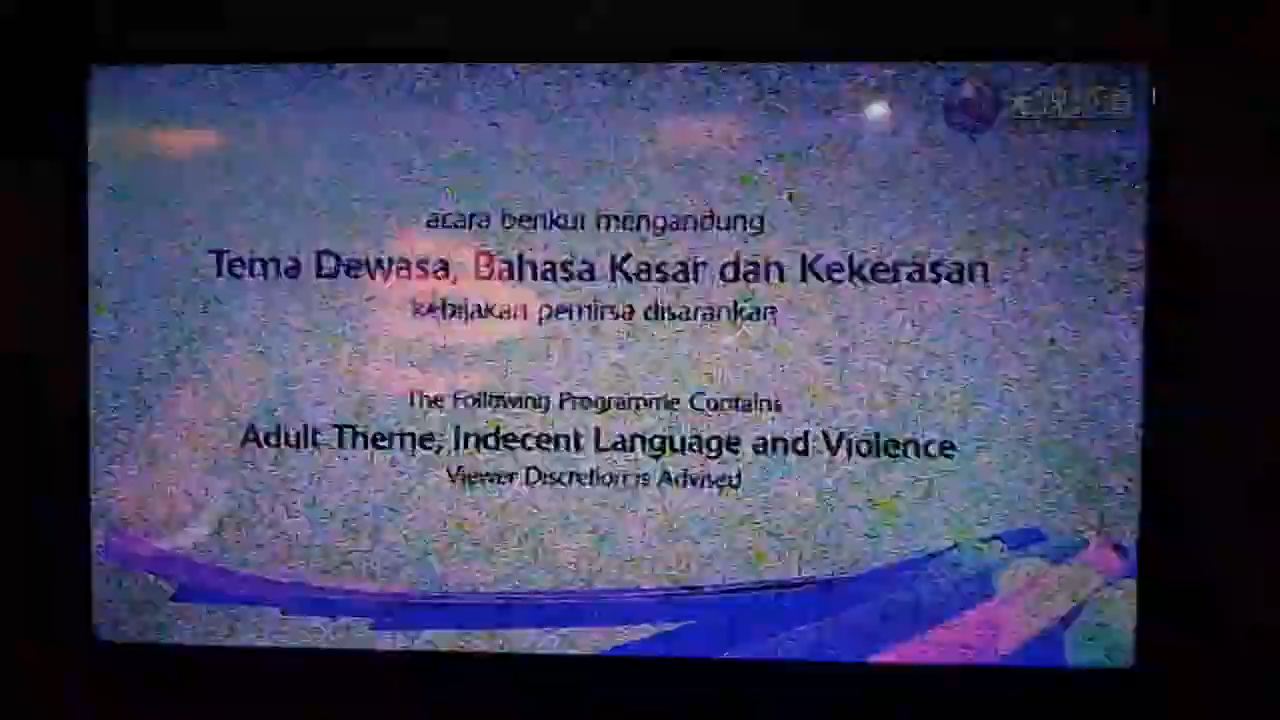 acara berikut mengandung
Tema Dewasa, Bahasa Kasar dan Kekerasan
kebijakan pemirsa disarankan
The Following Programme Contains
Adult Theme, Indecent Language and Violence
Viewer Discretion is Advised